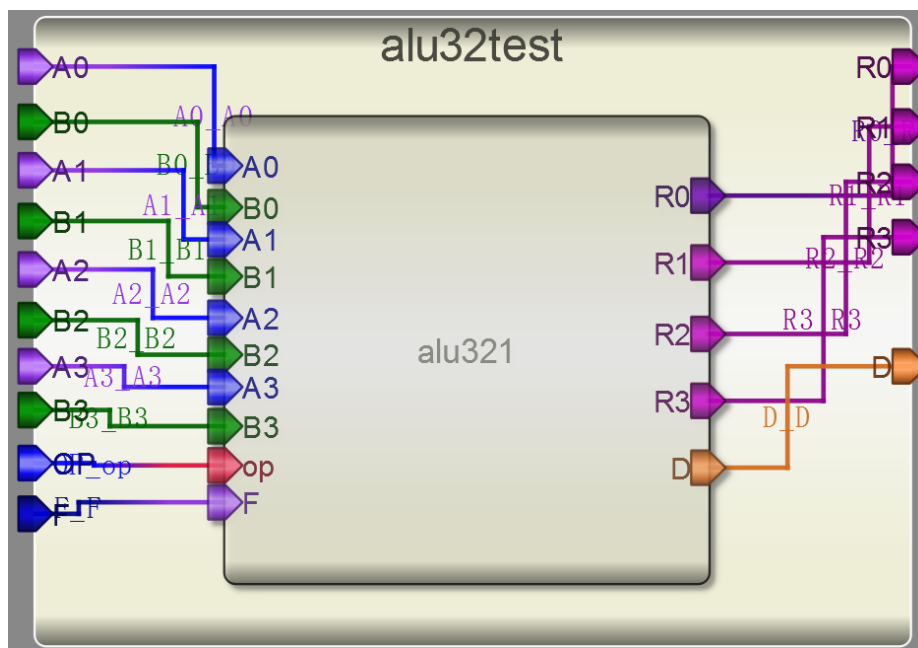 alu32test
A0
B0
A1
B1
A2
B2
A3
B3
OP
F
A0_A0
A1_A1
B1_B1
A2_A2
B2_B2
A3_A3
B3_B3
F_F
A0
B0
A1
B1
A2
B2
A3
B3
op
F
alu321
R0
R1
R2
R3
D
R1_R1
R2_R2
R3_R3
D_D
R0
R1
R2
R3
D